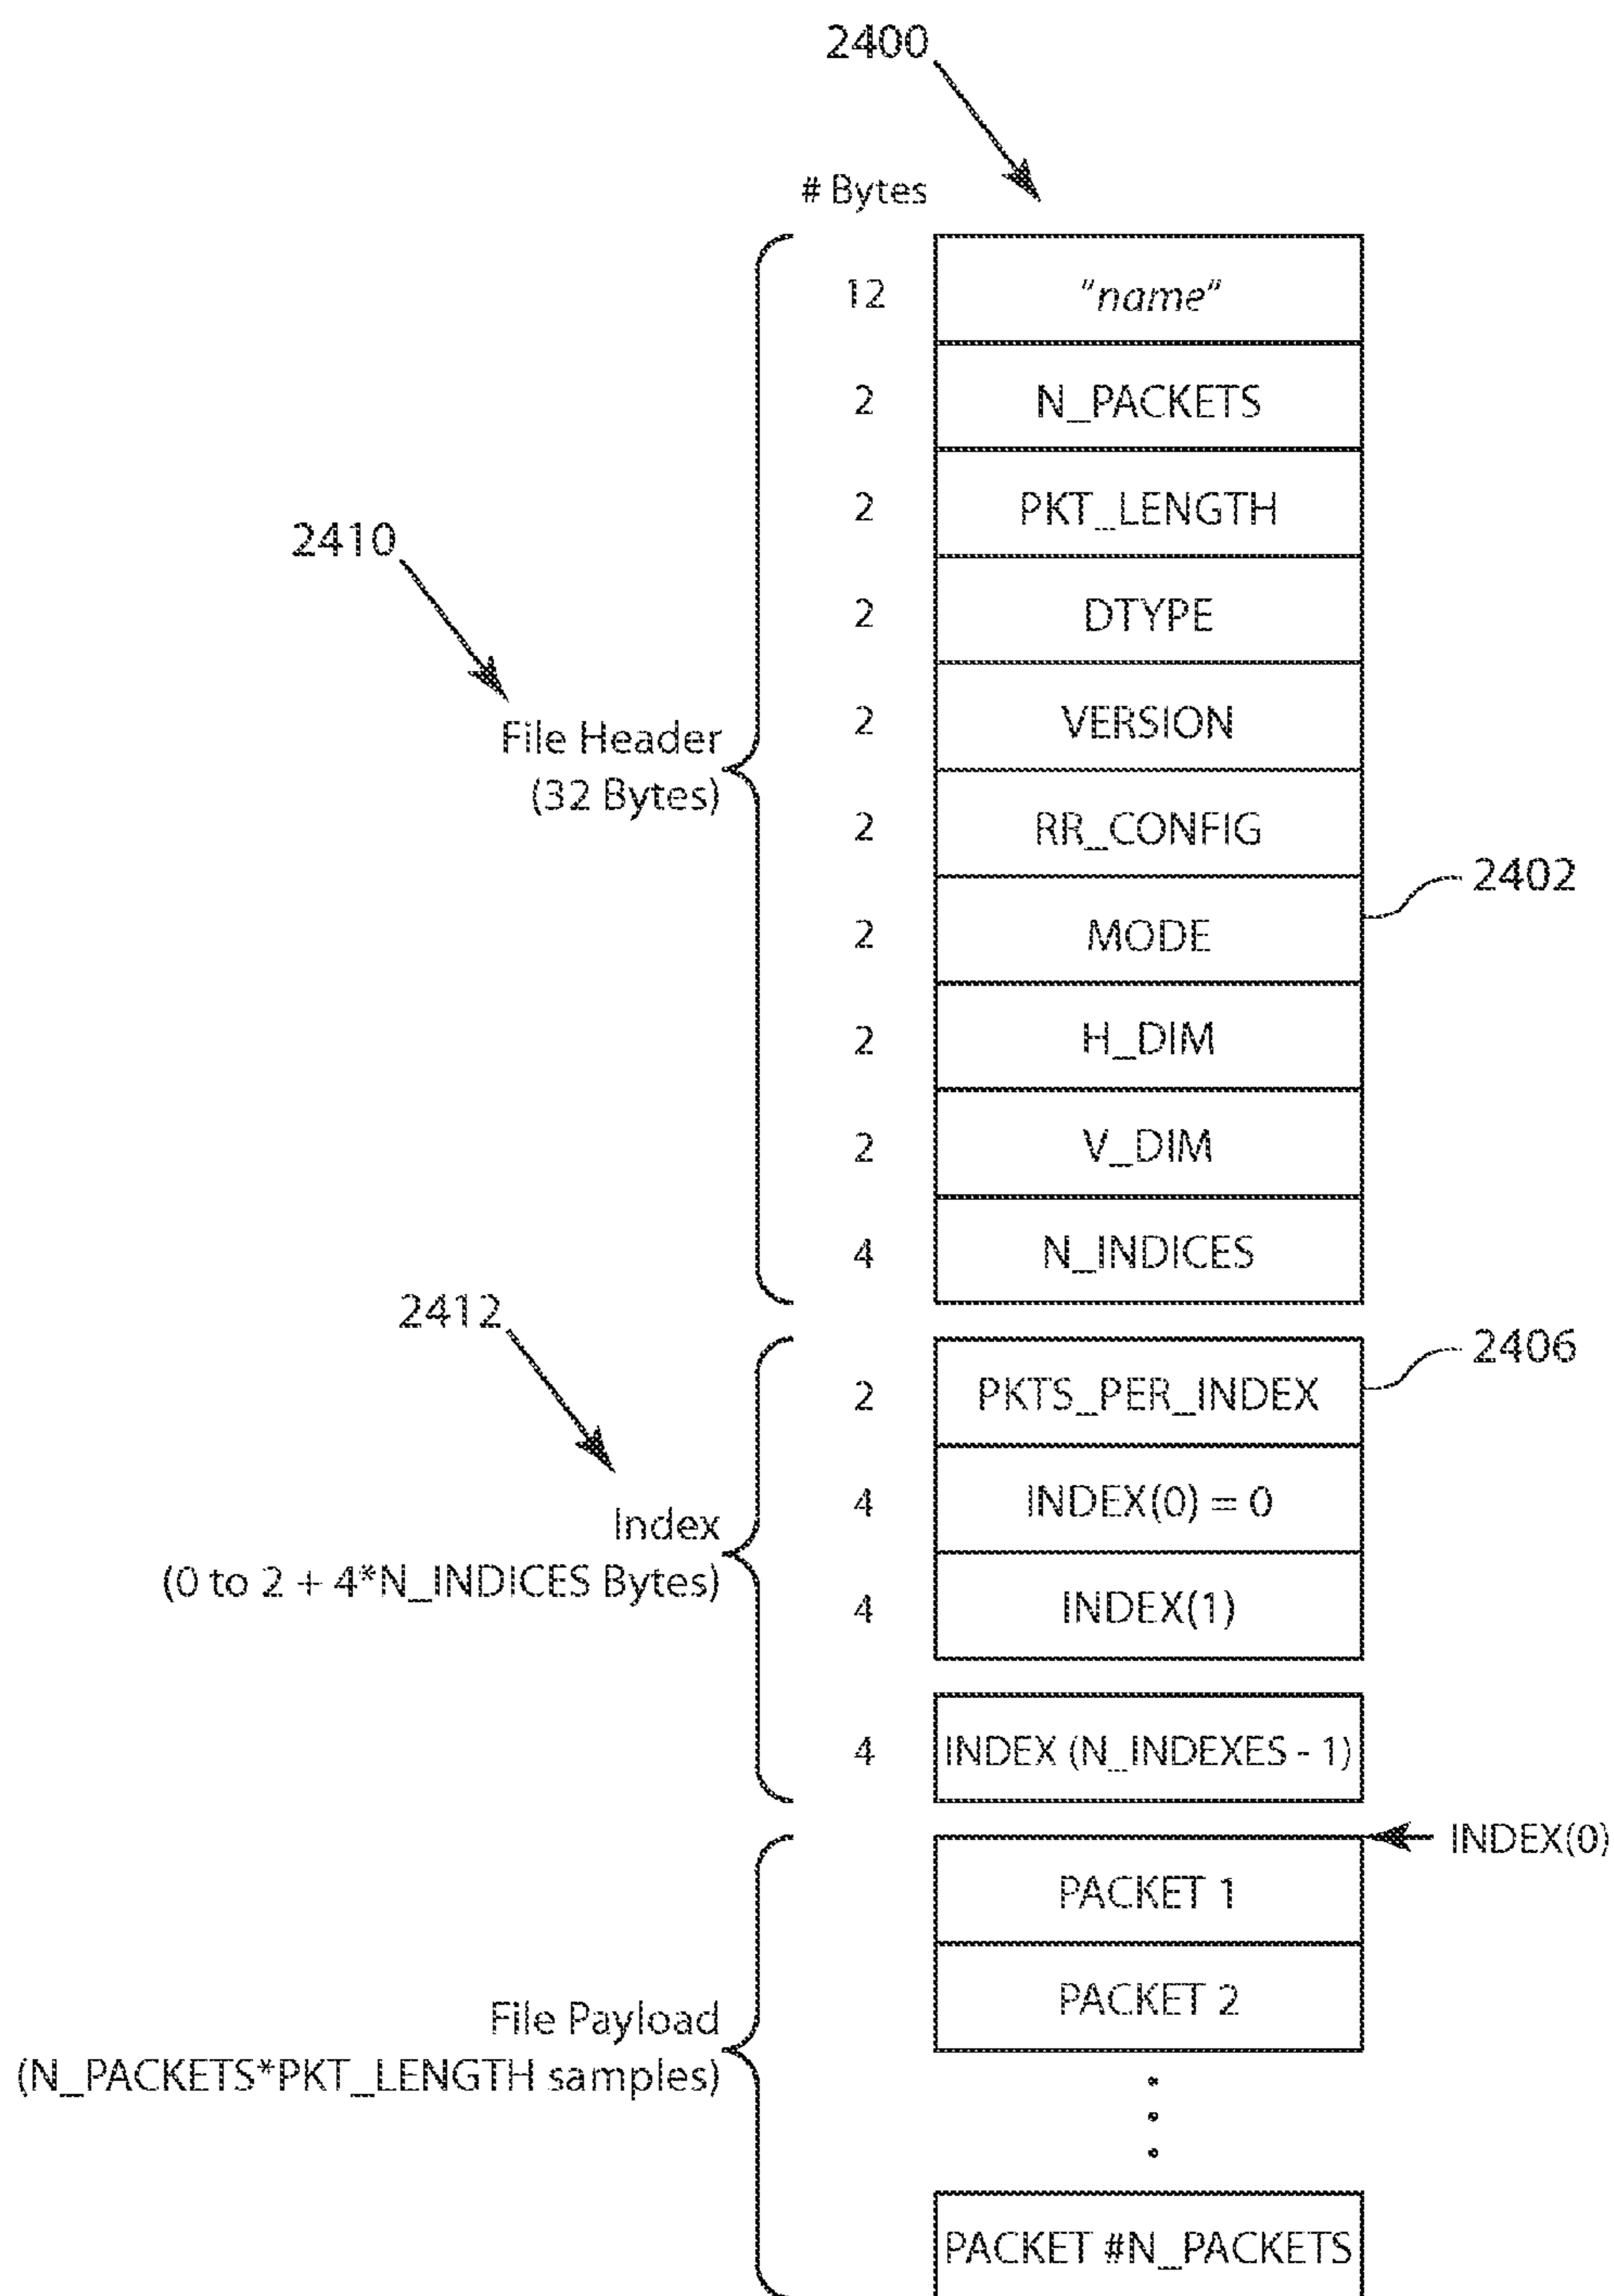 2400
# Bytes
12 "name"
2 N_PACKETS
2 PKT_LENGTH
2410
2 DTYPE
2 VERSION
File Header
(32 Bytes)
2 RR_CONFIG
2402
2 MODE
2 H_DIM
2 V_DIM
4 N_INDICES
2412
2406
2 PKTS_PER_INDEX
4 INDEX(0) = 0
Index
(0 to 2 + 4*N_INDICES Bytes)
4 INDEX(1)
4 INDEX (N_INDEXES - 1)
INDEX(0)
PACKET 1
PACKET 2
File Payload
(N_PACKETS*PKT_LENGTH samples)
PACKET #N_PACKETS